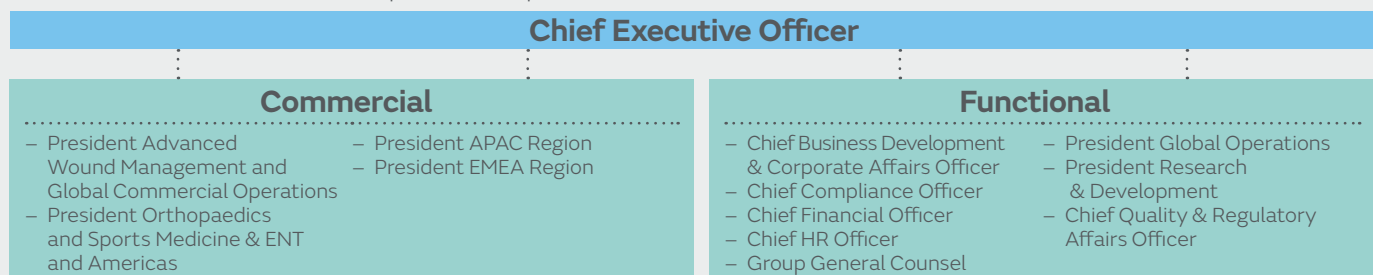 Chief Executive Officer
Commercial
– President Advanced
Wound Management and
Global Commercial Operations
– President Orthopaedics
and Sports Medicine & ENT
and Americas
– President APAC Region
– President EMEA Region
Functional
– Chief Business Development
& Corporate Affairs Officer
– Chief Compliance Officer
– Chief Financial Officer
– Chief HR Officer
– Group General Counsel
– President Global Operations
– President Research
& Development
– Chief Quality & Regulatory
Affairs Officer